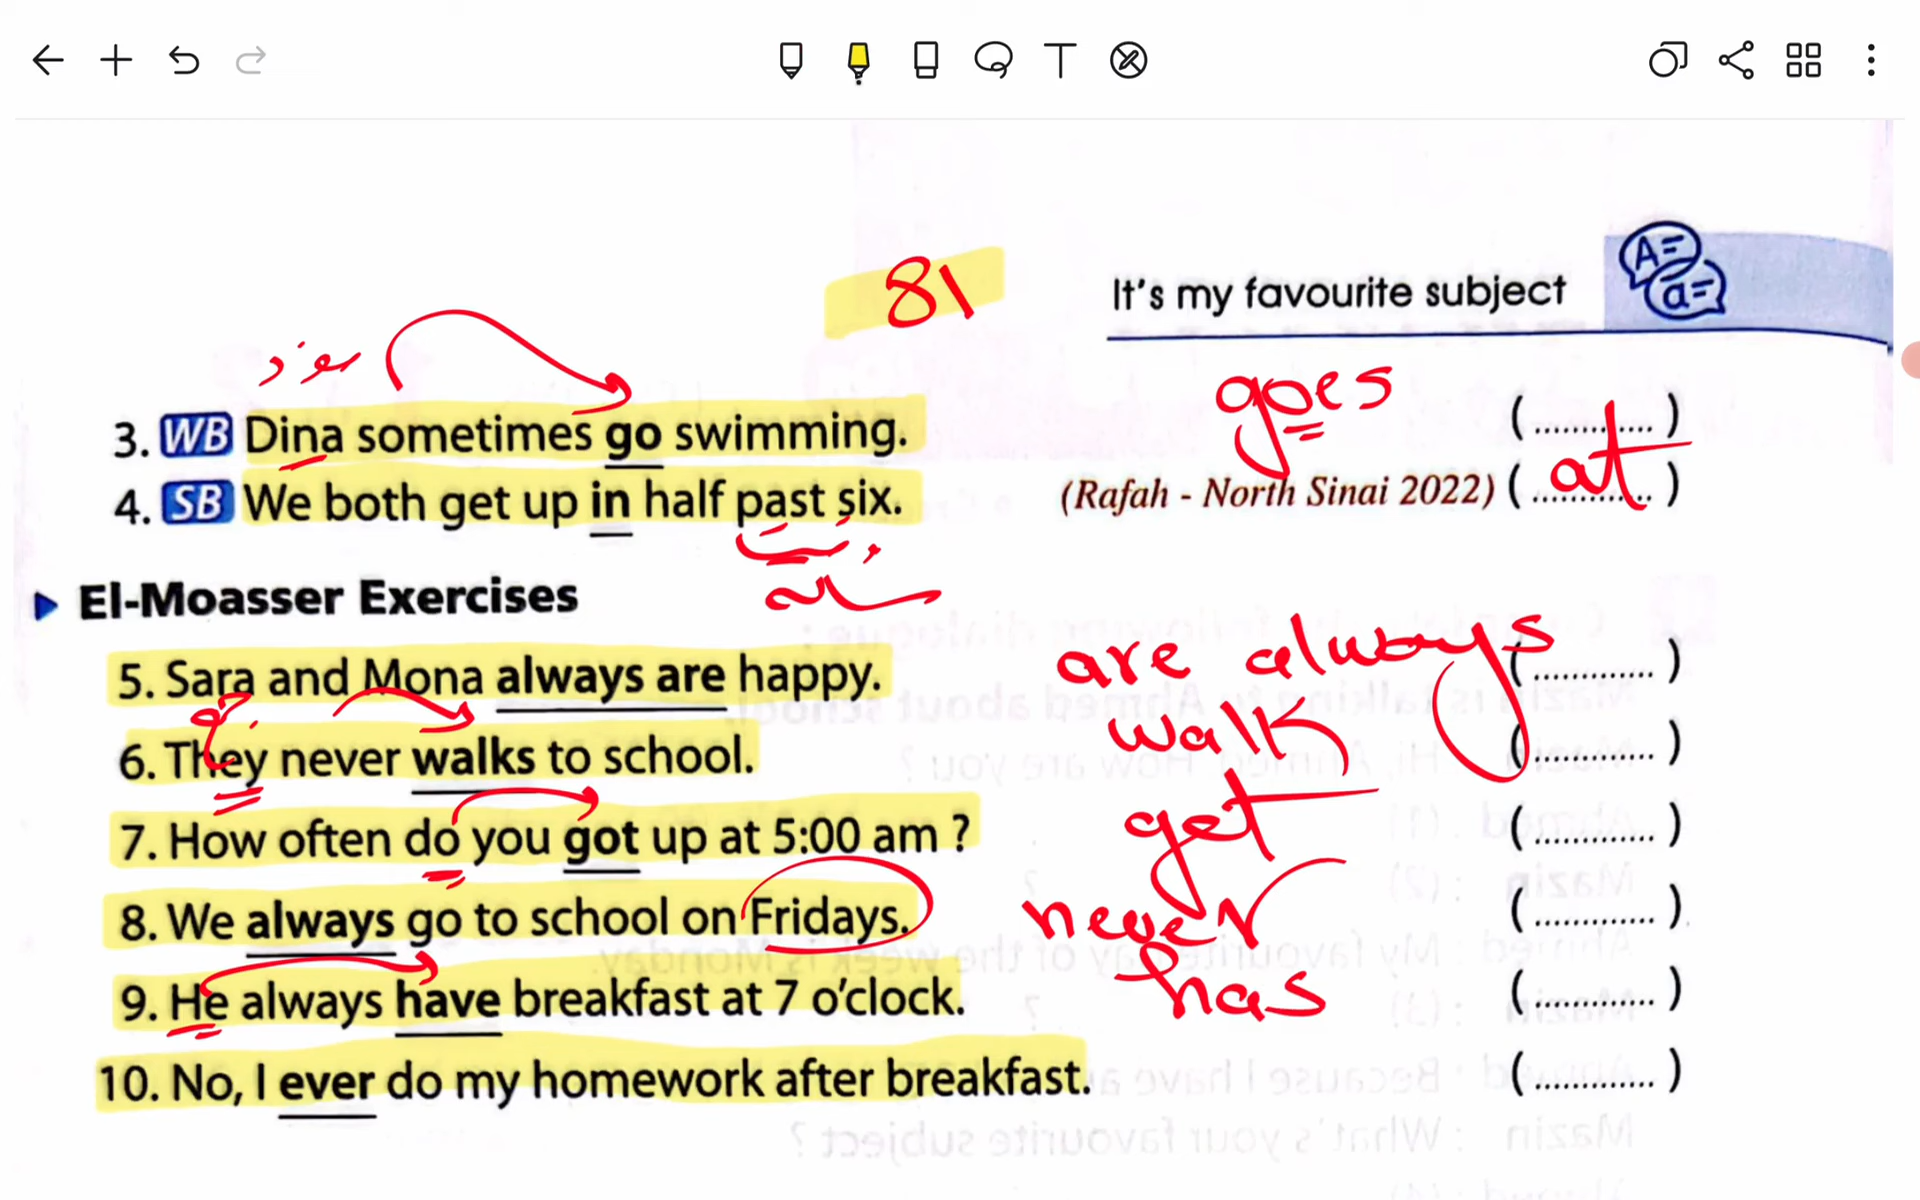 81
It's my favourite subject
A=
a=
مفرد
goes
3. WB Dina sometimes go swimming. (............)
4. SB We both get up in half past six. (Rafah - North Sinai 2022) (at)
▶ El-Moasser Exercises
5. Sara and Mona always are happy. are always (............)
6. They never walks to school. walk (............)
7. How often do you got up at 5:00 am ? get (............)
8. We always go to school on Fridays. never (............)
9. He always have breakfast at 7 o'clock. has (............)
10. No, I ever do my homework after breakfast. (............)